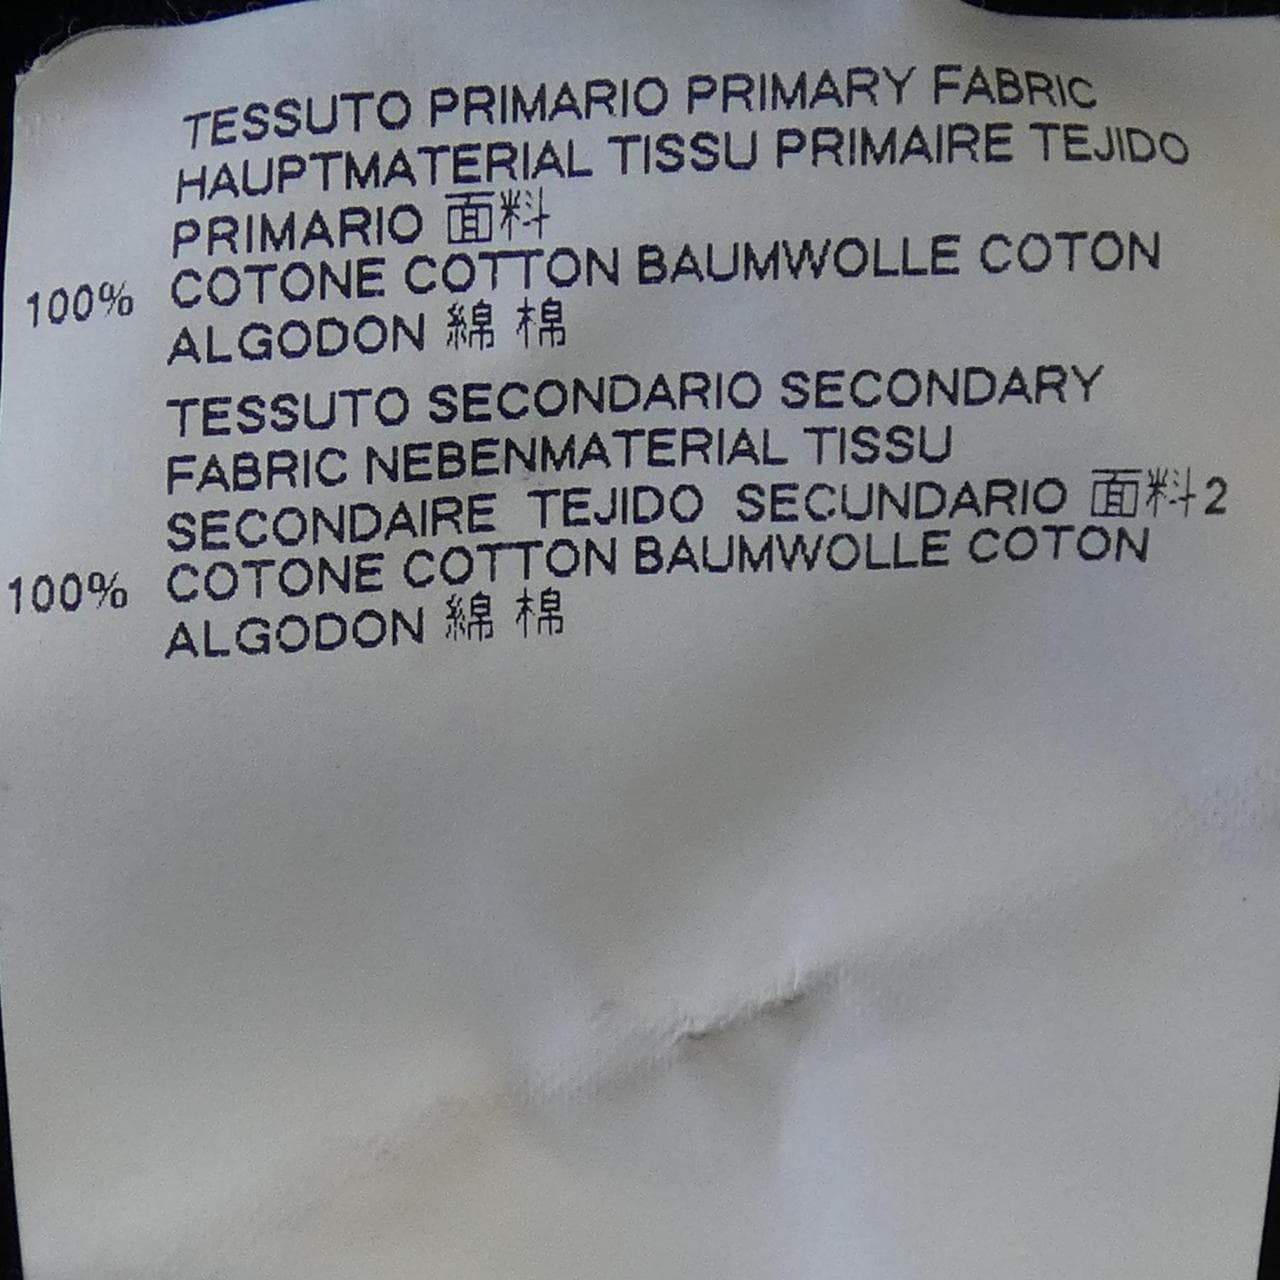 TESSUTO PRIMARIO PRIMARY FABRIC
HAUPTMATERIAL TISSU PRIMAIRE TEJIDO
PRIMARIO 面料
100% COTONE COTTON BAUMWOLLE COTON
ALGODON 綿 棉
TESSUTO SECONDARIO SECONDARY
FABRIC NEBENMATERIAL TISSU
SECONDAIRE TEJIDO SECUNDARIO 面料2
100% COTONE COTTON BAUMWOLLE COTON
ALGODON 綿 棉